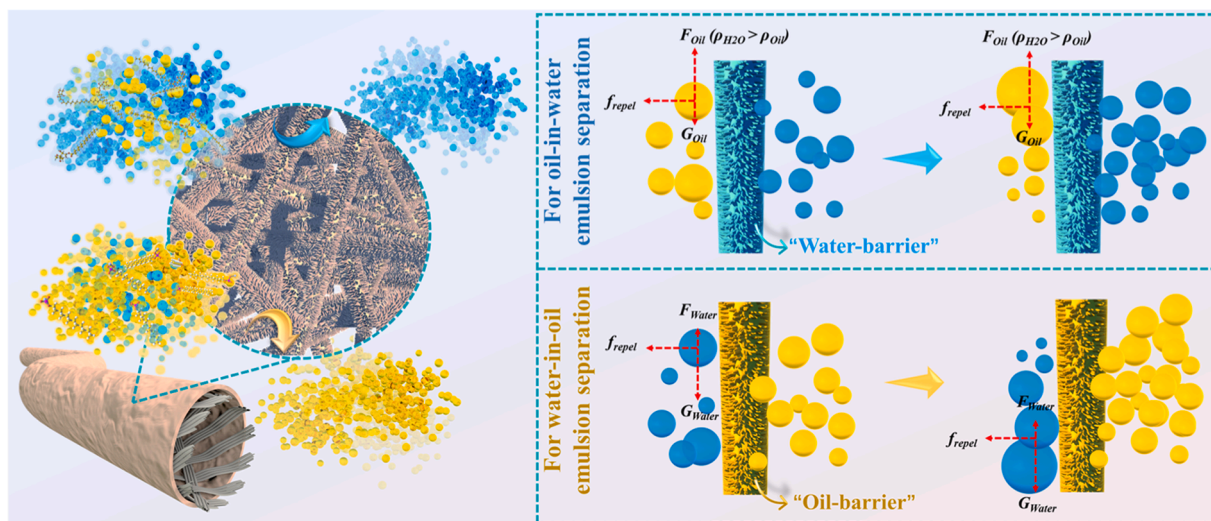 For oil-in-water
emulsion separation
F_Oil (ρ_H2O > ρ_Oil)
f_repel
G_Oil
F_Oil (ρ_H2O > ρ_Oil)
f_repel
G_Oil
“Water-barrier”
For water-in-oil
emulsion separation
F_Water
f_repel
G_Water
F_Water
f_repel
G_Water
“Oil-barrier”